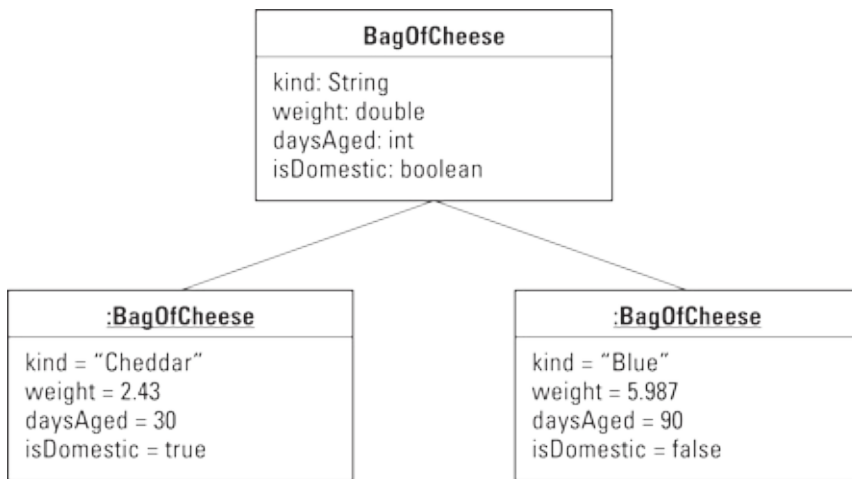 BagOfCheese
kind: String
weight: double
daysAged: int
isDomestic: boolean
:BagOfCheese
kind = “Cheddar”
weight = 2.43
daysAged = 30
isDomestic = true
:BagOfCheese
kind = “Blue”
weight = 5.987
daysAged = 90
isDomestic = false